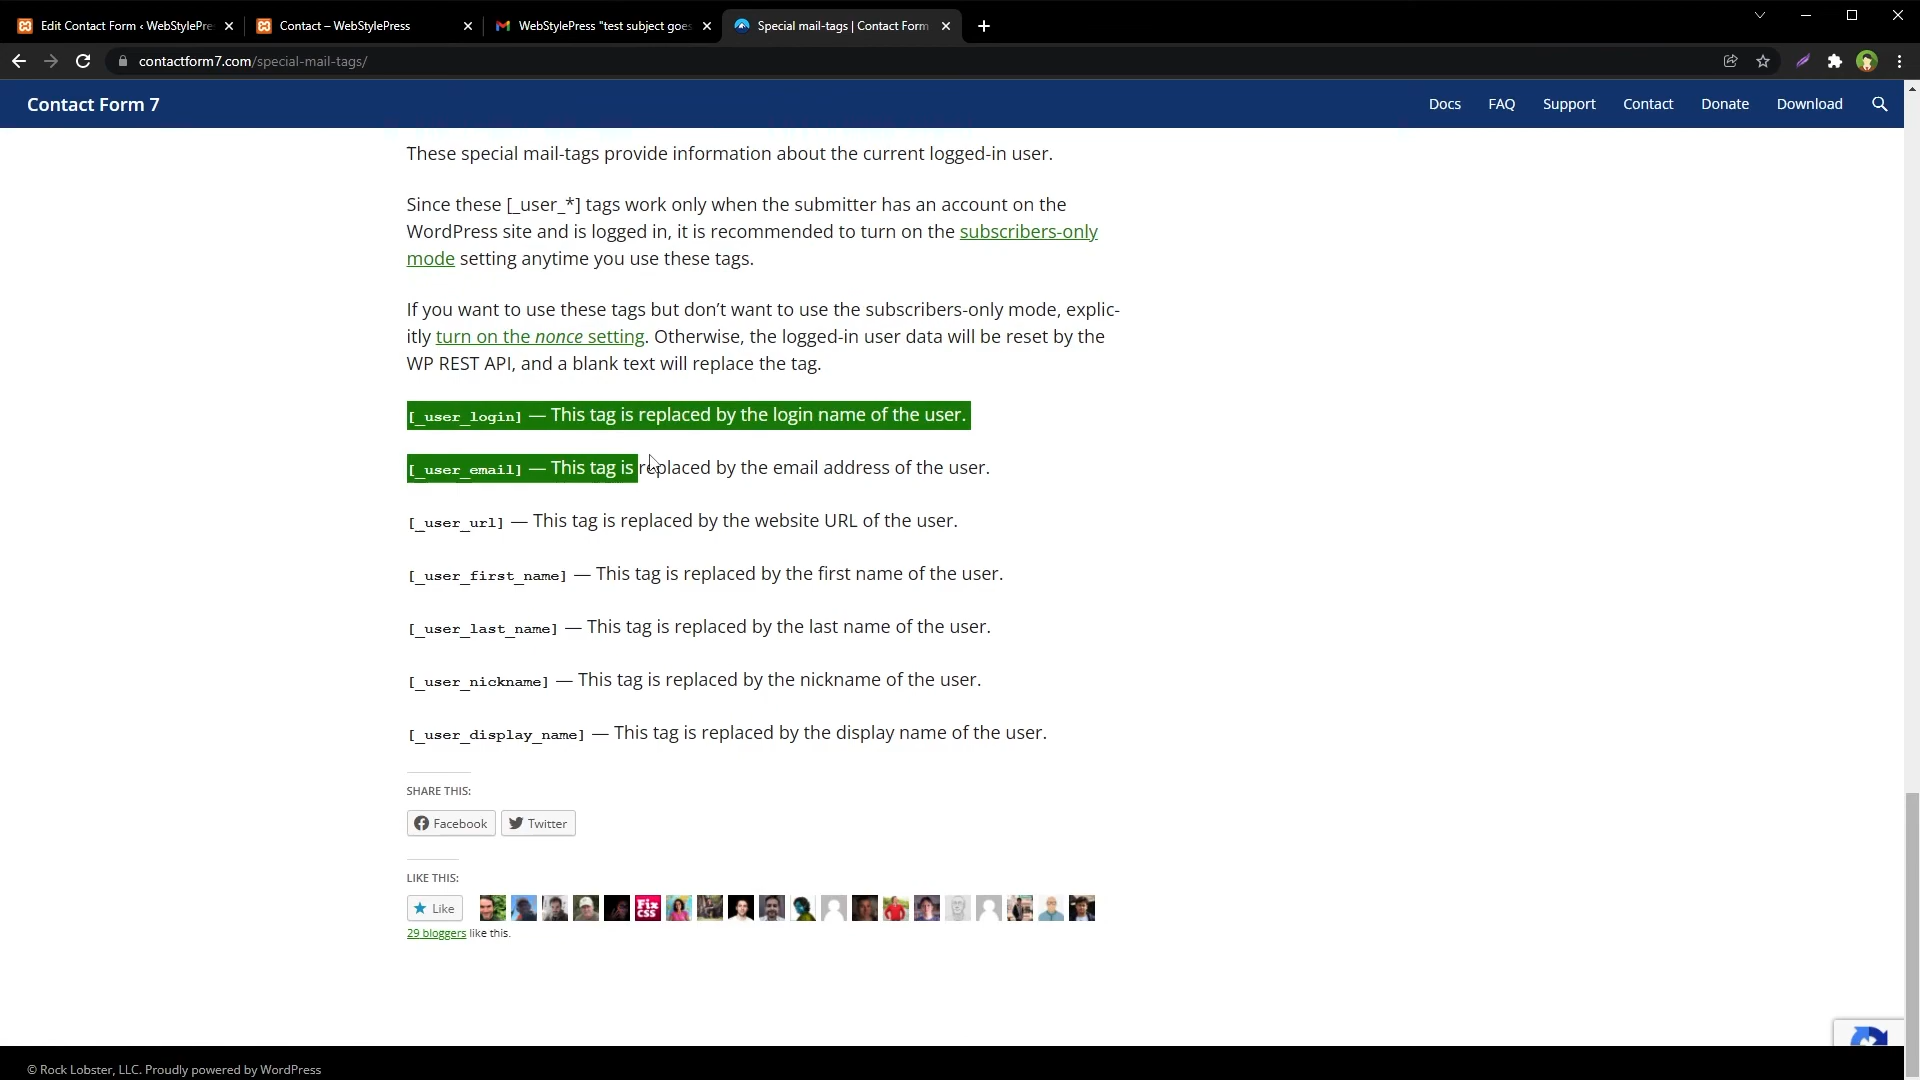 Edit Contact Form ‹ WebStylePre
Contact – WebStylePress
WebStylePress "test subject goes
Special mail-tags | Contact Form
contactform7.com/special-mail-tags/
Contact Form 7
Docs
FAQ
Support
Contact
Donate
Download
These special mail-tags provide information about the current logged-in user.
Since these [_user_*] tags work only when the submitter has an account on the
WordPress site and is logged in, it is recommended to turn on the subscribers-only
mode setting anytime you use these tags.
If you want to use these tags but don’t want to use the subscribers-only mode, explic-
itly turn on the nonce setting. Otherwise, the logged-in user data will be reset by the
WP REST API, and a blank text will replace the tag.
[_user_login] — This tag is replaced by the login name of the user.
[_user_email] — This tag is replaced by the email address of the user.
[_user_url] — This tag is replaced by the website URL of the user.
[_user_first_name] — This tag is replaced by the first name of the user.
[_user_last_name] — This tag is replaced by the last name of the user.
[_user_nickname] — This tag is replaced by the nickname of the user.
[_user_display_name] — This tag is replaced by the display name of the user.
SHARE THIS:
Facebook
Twitter
LIKE THIS:
Like
Fix
CSS
29 bloggers like this.
© Rock Lobster, LLC. Proudly powered by WordPress